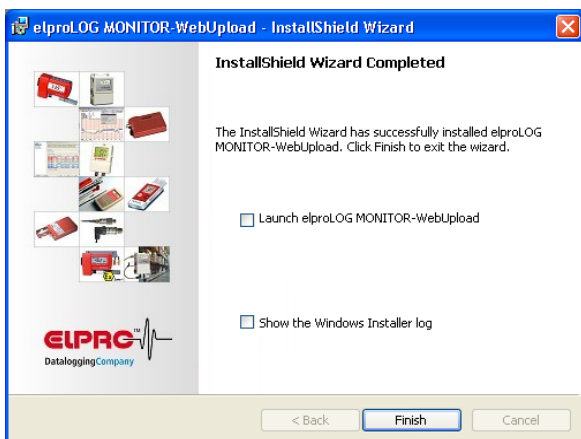 elproLOG MONITOR-WebUpload - InstallShield Wizard
InstallShield Wizard Completed
The InstallShield Wizard has successfully installed elproLOG
MONITOR-WebUpload. Click Finish to exit the wizard.
Launch elproLOG MONITOR-WebUpload
Show the Windows Installer log
ELPRO™
DataloggingCompany
< Back
Finish
Cancel